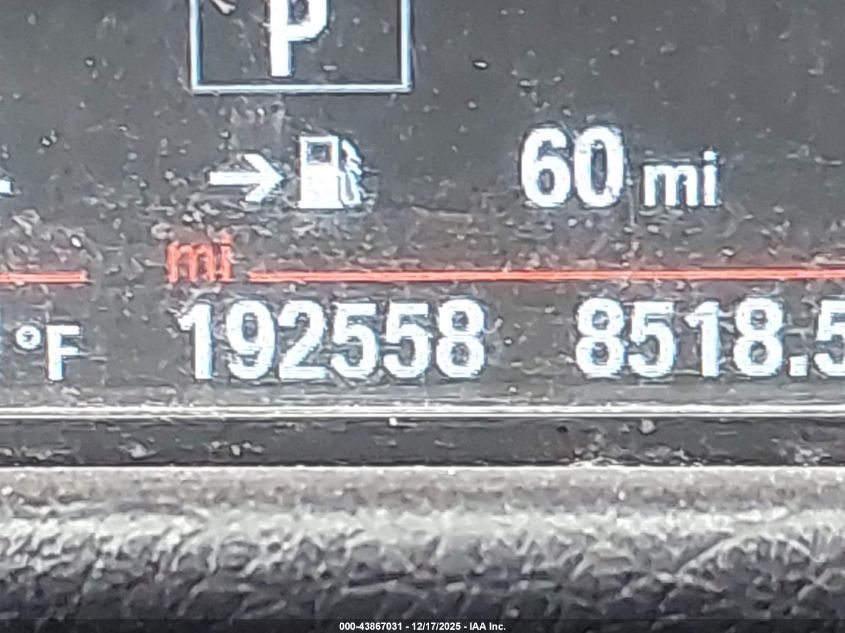 P
→ 60 mi
mi
°F 192558 8518.5
000-43867031 - 12/17/2025 - IAA Inc.